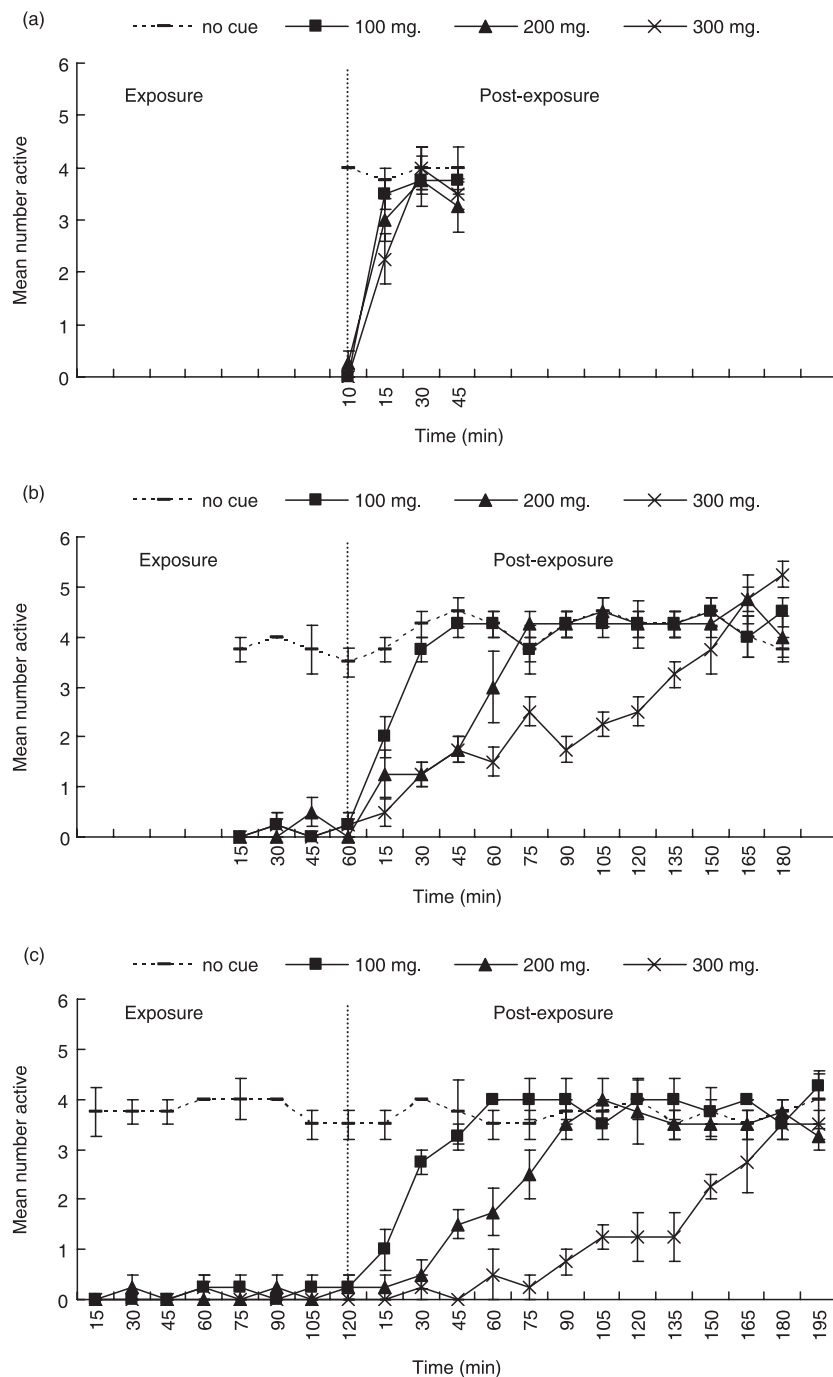 (a)
no cue 100 mg. 200 mg. 300 mg.
6
5
4
3
2
1
0
Mean number active
Exposure
Post-exposure
10 15 30 45
Time (min)
(b)
no cue 100 mg. 200 mg. 300 mg.
6
5
4
3
2
1
0
Mean number active
Exposure
Post-exposure
15 30 45 60 15 30 45 60 75 90 105 120 135 150 165 180
Time (min)
(c)
no cue 100 mg. 200 mg. 300 mg.
6
5
4
3
2
1
0
Mean number active
Exposure
Post-exposure
15 30 45 60 75 90 105 120 15 30 45 60 75 90 105 120 135 150 165 180 195
Time (min)